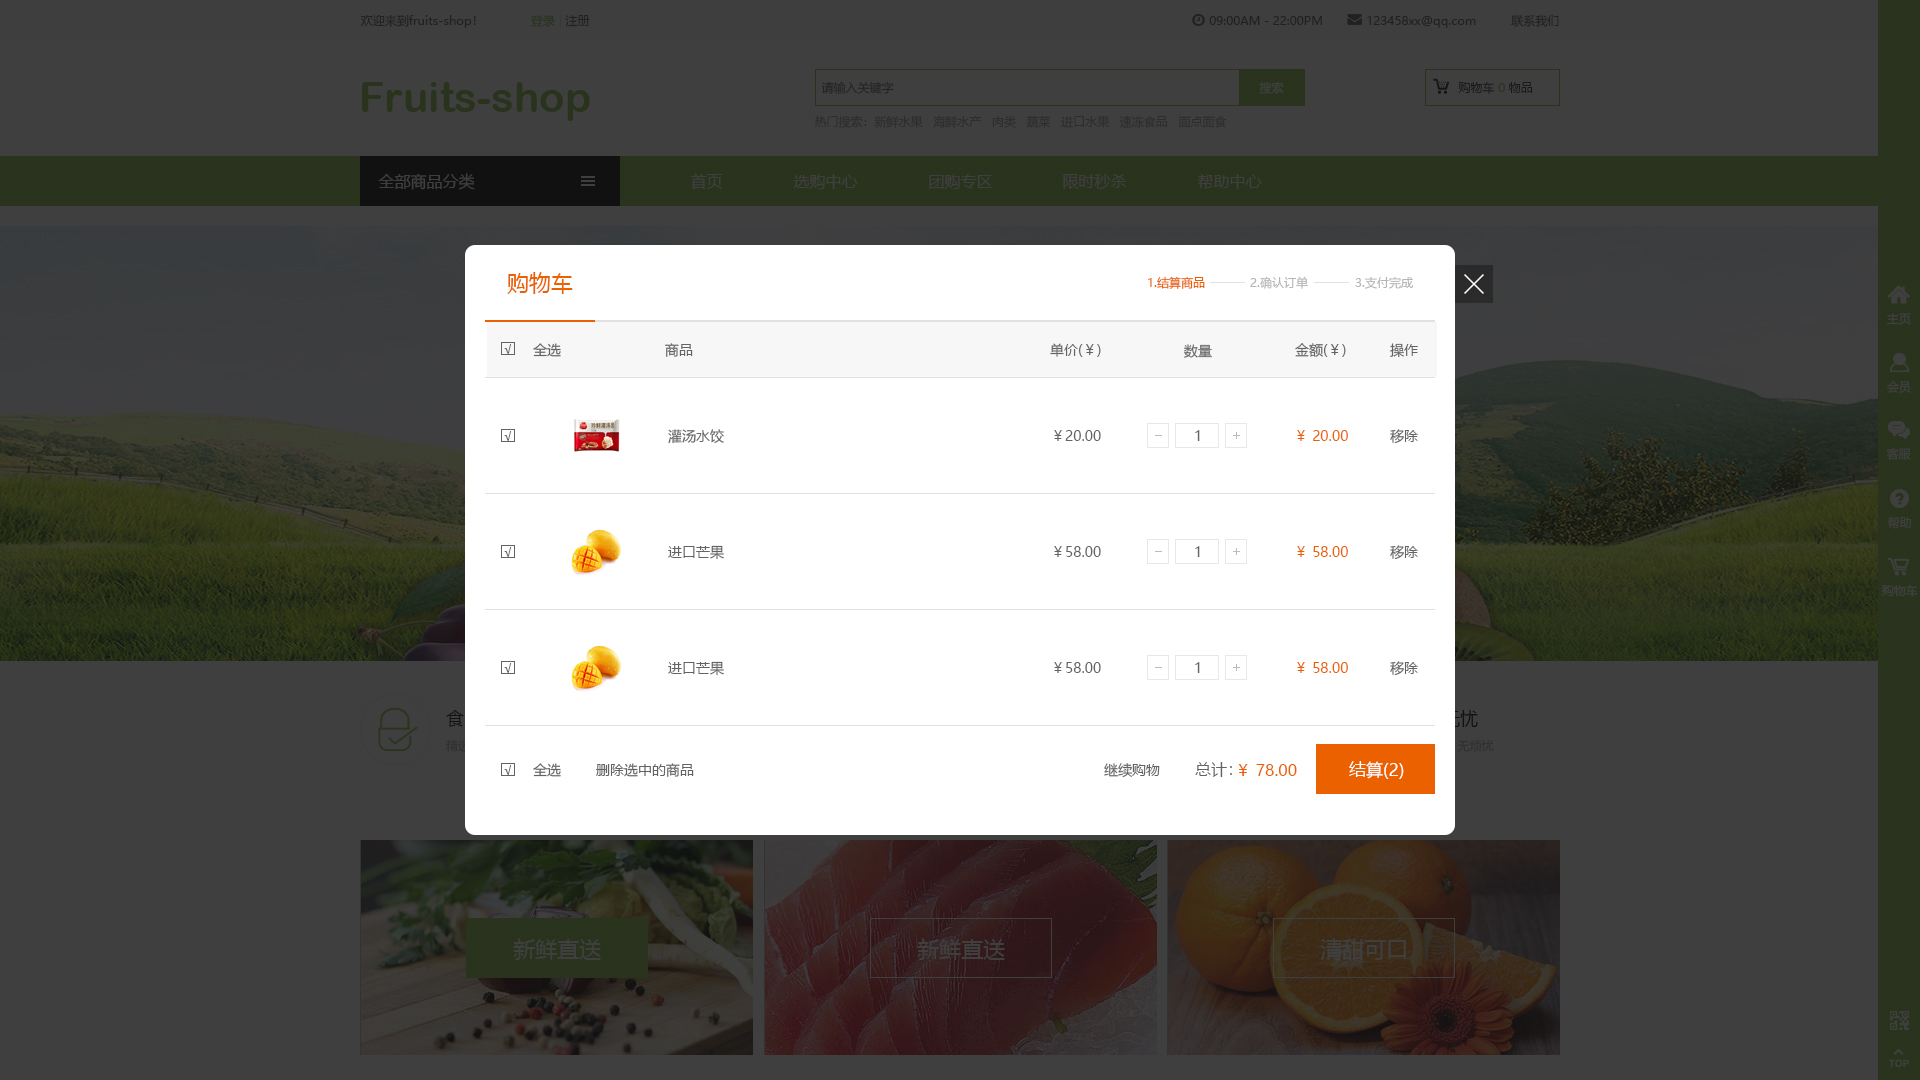 欢迎来到fruits-shop!
登录 | 注册
09:00AM - 22:00PM
123458xx@qq.com
联系我们
Fruits-shop
请输入关键字
搜索
购物车 0 物品
热门搜索: 新鲜水果 海鲜水产 肉类 蔬菜 进口水果 速冻食品 面点面食
全部商品分类
首页
选购中心
团购专区
限时秒杀
帮助中心
购物车
1.结算商品
2.确认订单
3.支付完成
全选
商品
单价(¥)
数量
金额(¥)
操作
灌汤水饺
¥20.00
− 1 +
¥ 20.00
移除
进口芒果
¥58.00
− 1 +
¥ 58.00
移除
进口芒果
¥58.00
− 1 +
¥ 58.00
移除
全选
删除选中的商品
继续购物
总计: ¥ 78.00
结算(2)
主页
会员
客服
帮助
购物车
食
无忧
无烦忧
新鲜直送
新鲜直送
清甜可口
TOP